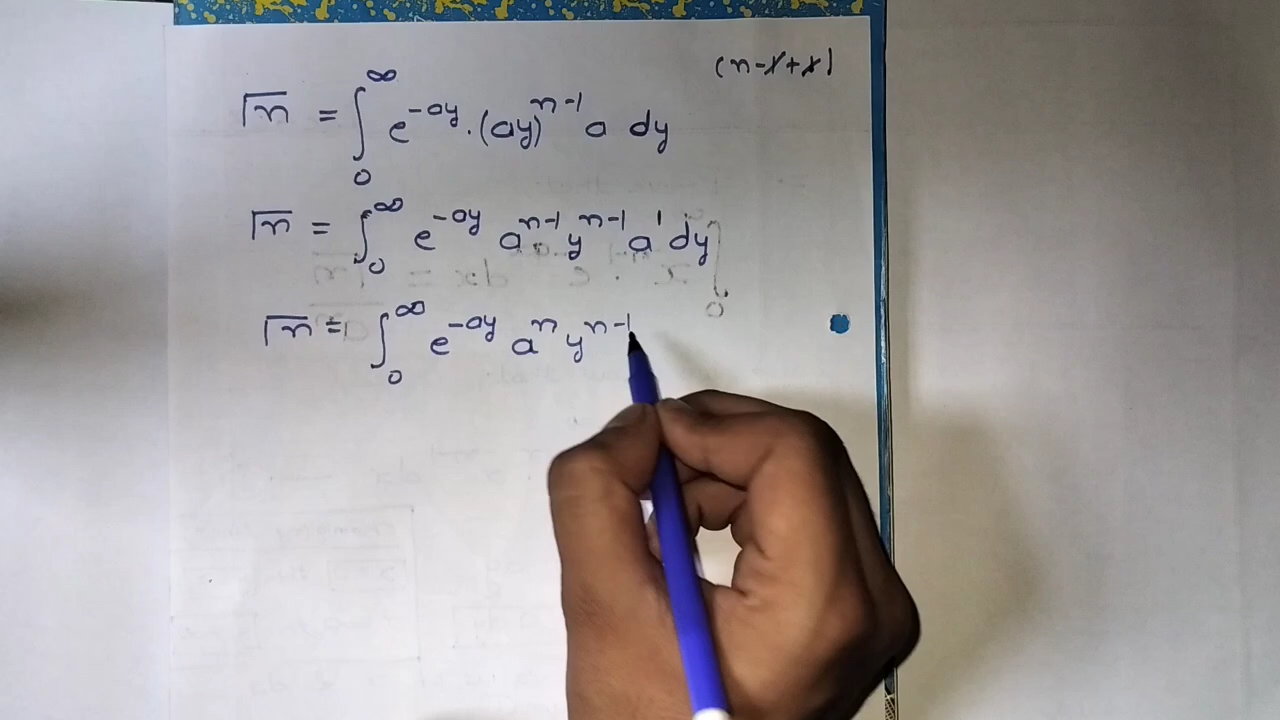 (n-1+1)
Γn = ∫₀^∞ e^{-ay} · (ay)^{n-1} a dy
Γn = ∫₀^∞ e^{-ay} a^{n-1} y^{n-1} a^1 dy
Γn = ∫₀^∞ e^{-ay} a^n y^{n-1}